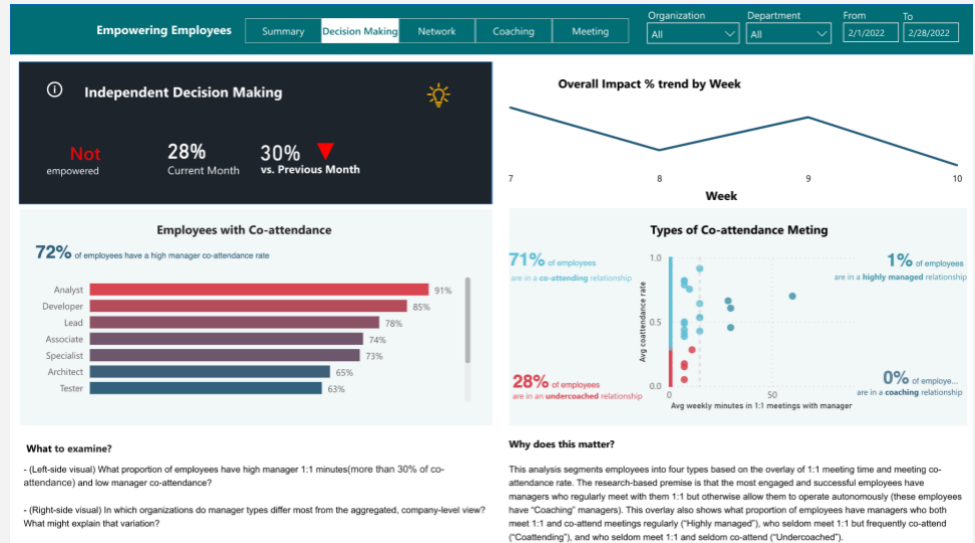 Empowering Employees
Summary
Decision Making
Network
Coaching
Meeting
Organization
All
Department
All
From
2/1/2022
To
2/28/2022
Independent Decision Making
Not
empowered
28%
Current Month
30%
vs. Previous Month
Overall Impact % trend by Week
7 8 9 10
Week
Employees with Co-attendance
72% of employees have a high manager co-attendance rate
Analyst 91%
Developer 85%
Lead 78%
Associate 74%
Specialist 73%
Architect 65%
Tester 63%
Types of Co-attendance Meting
71% of employees
are in a co-attending relationship
1% of employees
are in a highly managed relationship
28% of employees
are in an undercoached relationship
0% of employe...
are in a coaching relationship
Avg coattendance rate
1.0
0.5
0.0
0 50
Avg weekly minutes in 1:1 meetings with manager
What to examine?
- (Left-side visual) What proportion of employees have high manager 1:1 minutes(more than 30% of co-
attendance) and low manager co-attendance?
- (Right-side visual) In which organizations do manager types differ most from the aggregated, company-level view?
What might explain that variation?
Why does this matter?
This analysis segments employees into four types based on the overlay of 1:1 meeting time and meeting co-
attendance rate. The research-based premise is that the most engaged and successful employees have
managers who regularly meet with them 1:1 but otherwise allow them to operate autonomously (these employees
have “Coaching” managers). This overlay also shows what proportion of employees have managers who both
meet 1:1 and co-attend meetings regularly (“Highly managed”), who seldom meet 1:1 but frequently co-attend
(“Coattending”), and who seldom meet 1:1 and seldom co-attend (“Undercoached”).